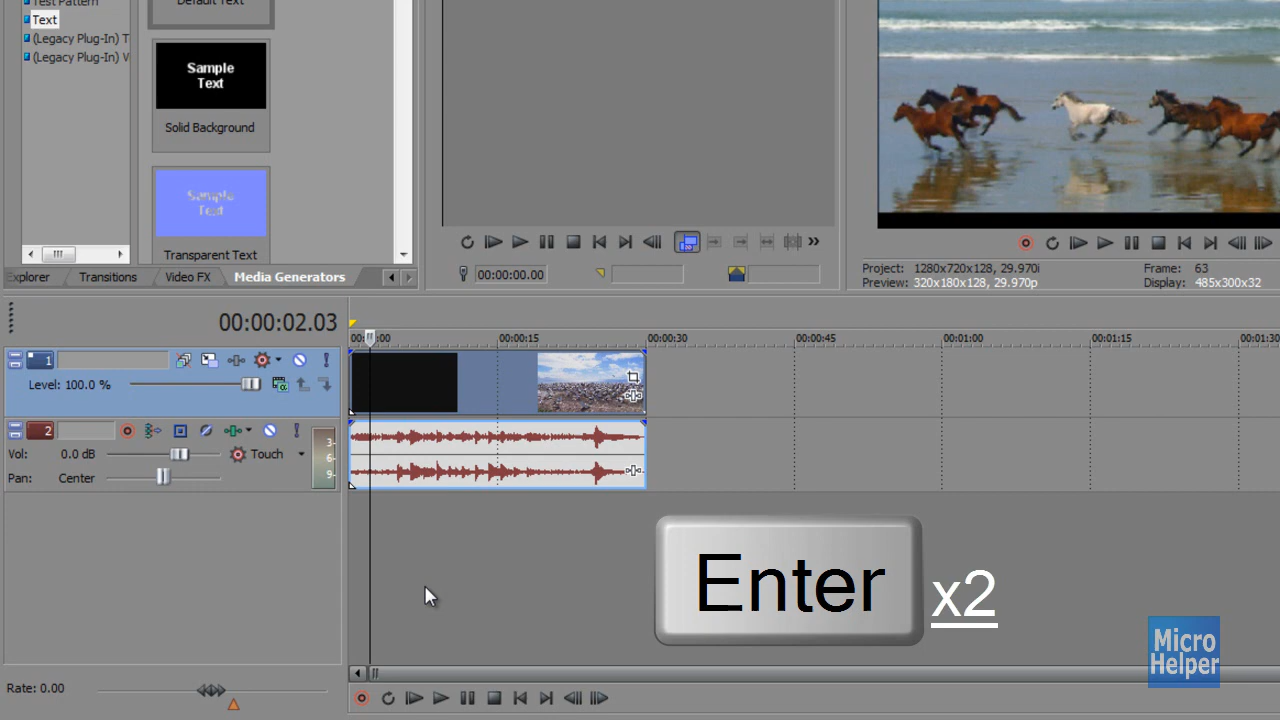 Test Pattern
Text
(Legacy Plug-In) T
(Legacy Plug-In) V
Default Text
Sample
Text
Solid Background
Sample
Text
Transparent Text
Explorer
Transitions
Video FX
Media Generators
00:00:00.00
Project: 1280x720x128, 29.970i
Preview: 320x180x128, 29.970p
Frame: 63
Display: 485x300x32
00:00:02.03
00:00:15
00:00:30
00:00:45
00:01:00
00:01:15
00:01:30
1
Level: 100.0 %
2
Vol: 0.0 dB
Touch
Pan: Center
3-
6-
9-
Enter
x2
Rate: 0.00
Micro
Helper